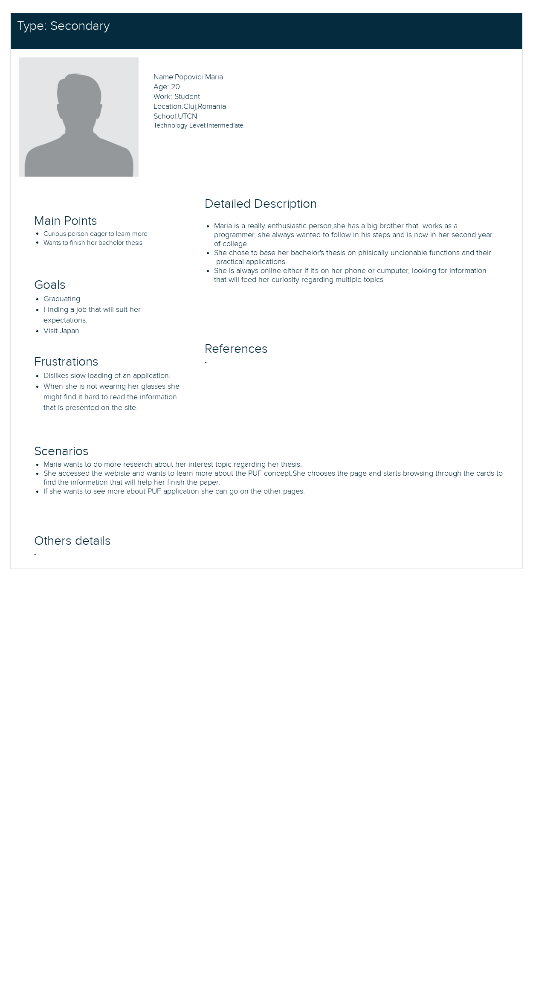 Type: Secondary
Name:Popovici Maria
Age: 20
Work: Student
Location:Cluj,Romania
School:UTCN
Technology Level:Intermediate
Main Points
• Curious person eager to learn more
• Wants to finish her bachelor thesis
Goals
• Graduating
• Finding a job that will suit her
expectations.
• Visit Japan
Frustrations
• Dislikes slow loading of an application.
• When she is not wearing her glasses she
might find it hard to read the information
that is presented on the site.
Detailed Description
• Maria is a really enthusiastic person,she has a big brother that  works as a
programmer, she always wanted to follow in his steps and is now in her second year
of college
• She chose to base her bachelor's thesis on phisically unclonable functions and their
practical applications.
• She is always online either if it's on her phone or cumputer, looking for information
that will feed her curiosity regarding multiple topics
References
-
Scenarios
• Maria wants to do more research about her interest topic regarding her thesis.
• She accessed the webiste and wants to learn more about the PUF concept.She chooses the page and starts browsing through the cards to
find the information that will help her finish the paper.
• If she wants to see more about PUF application she can go on the other pages.
Others details
-